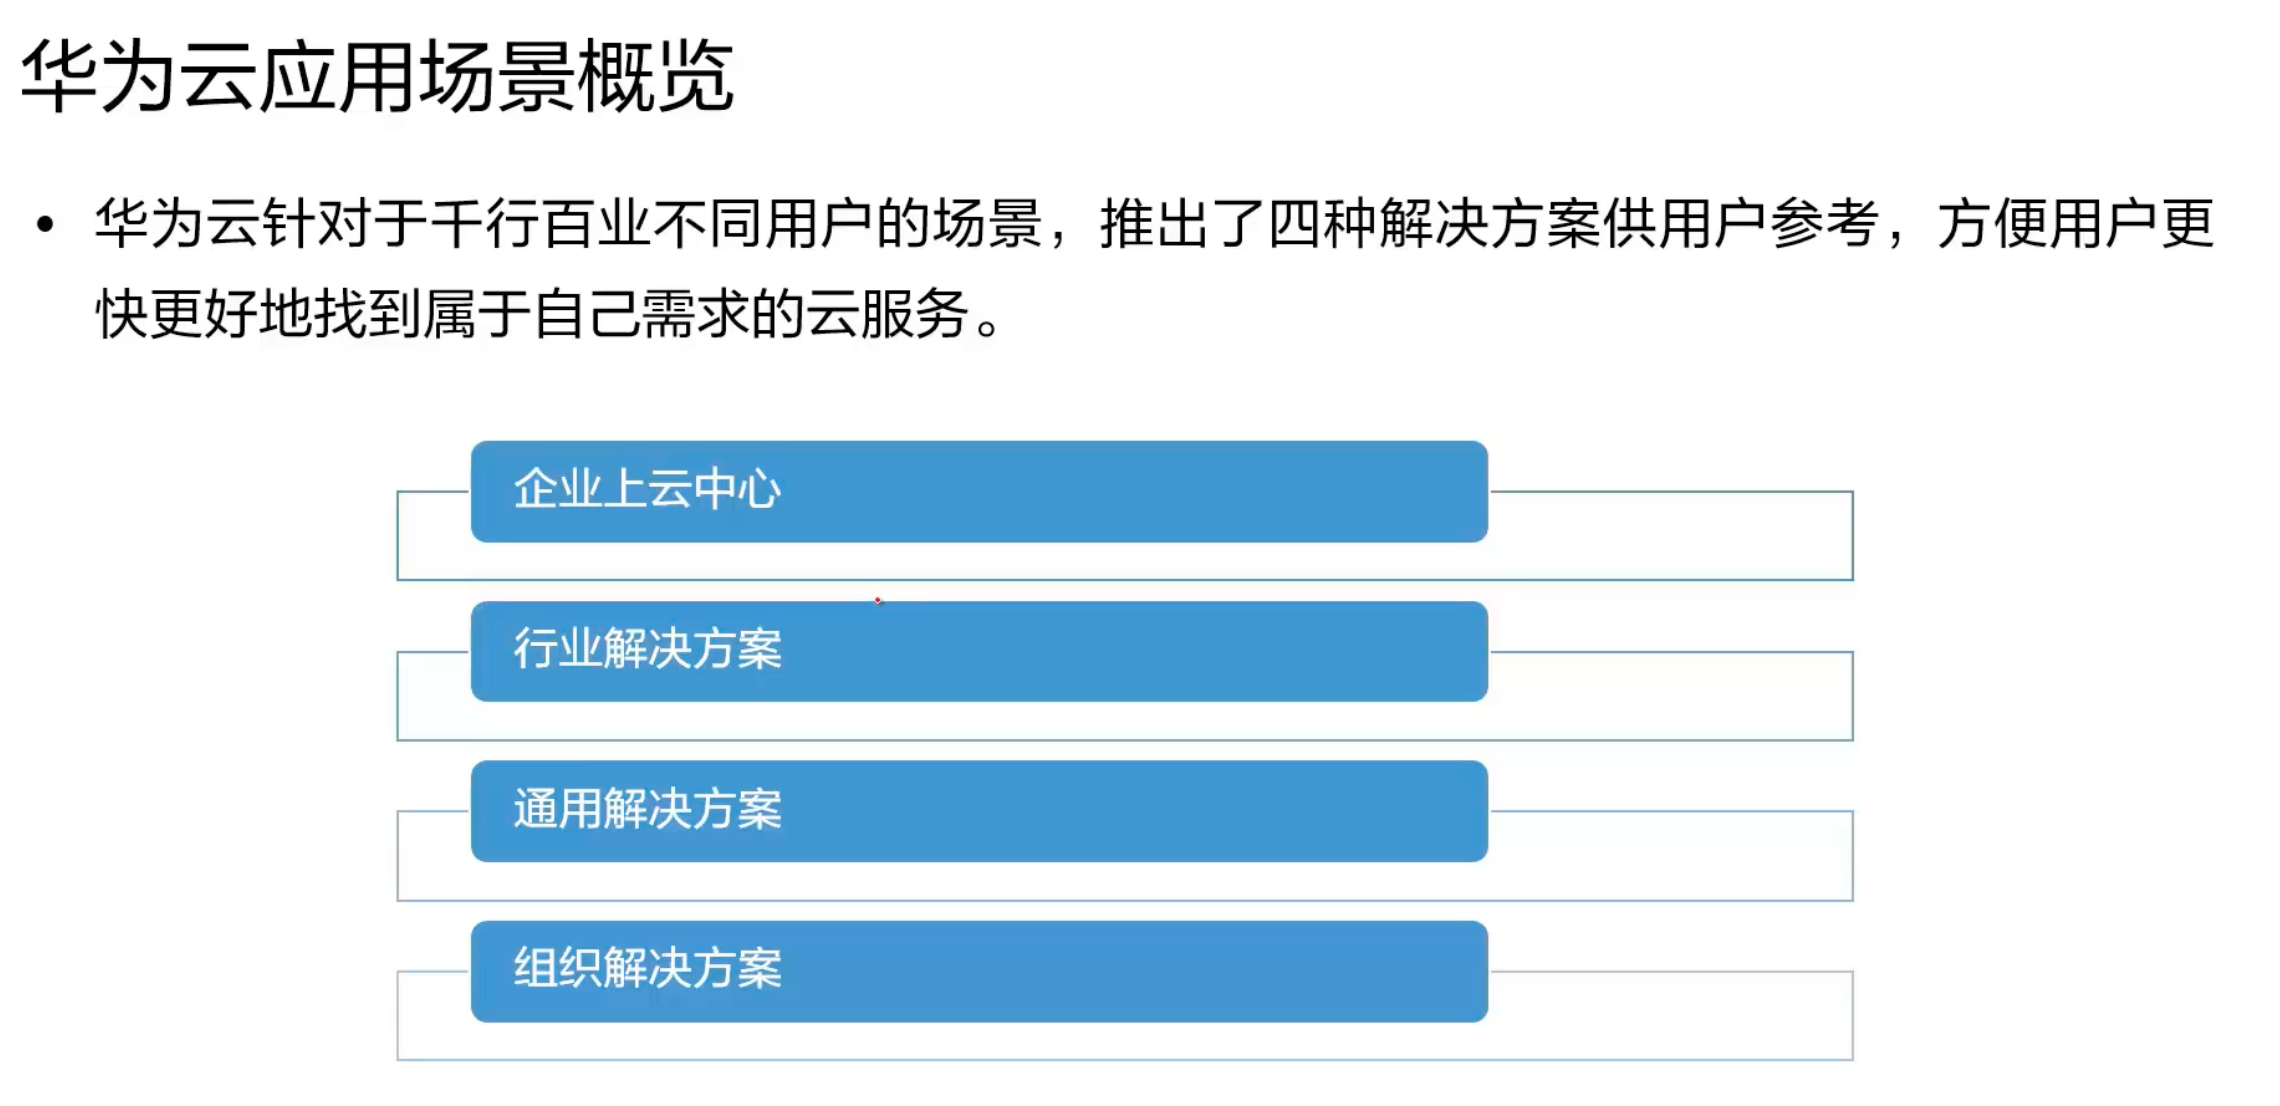 华为云应用场景概览
• 华为云针对于千行百业不同用户的场景，推出了四种解决方案供用户参考，方便用户更
快更好地找到属于自己需求的云服务。
企业上云中心
行业解决方案
通用解决方案
组织解决方案